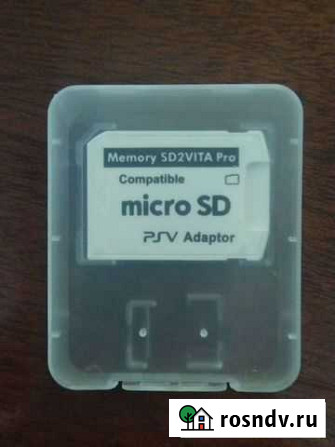 Memory SD2VITA Pro
Compatible
micro SD
PSV Adaptor
rosndv.ru